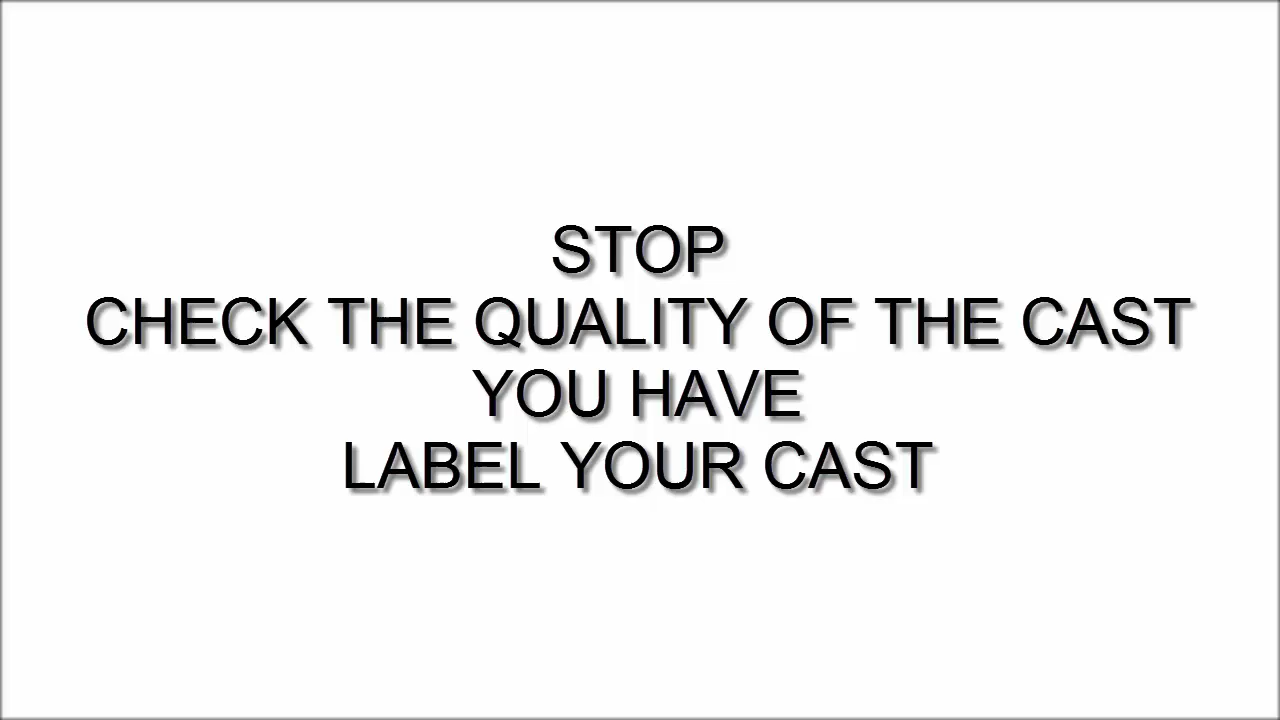 STOP
CHECK THE QUALITY OF THE CAST
YOU HAVE
LABEL YOUR CAST